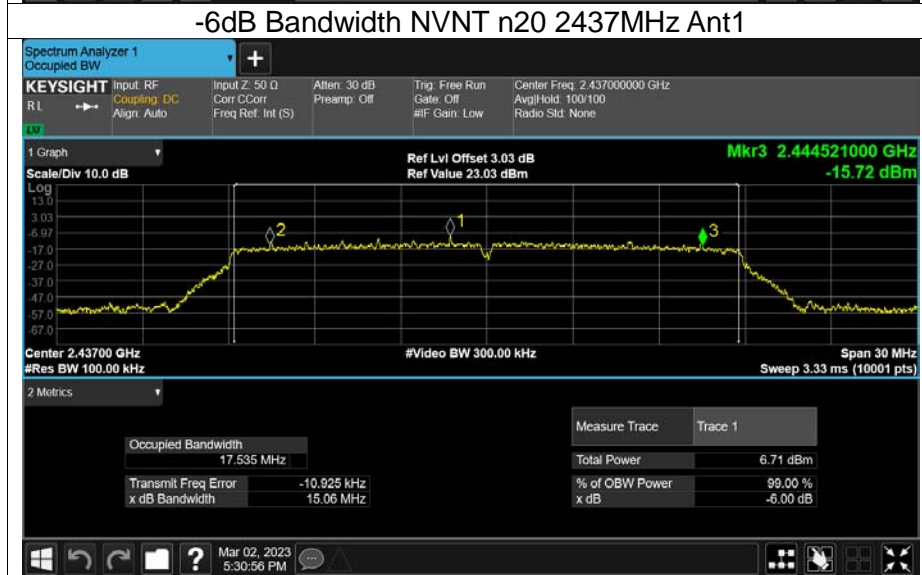 -6dB Bandwidth NVNT n20 2437MHz Ant1
Spectrum Analyzer 1
Occupied BW
+
KEYSIGHT Input: RF Input Z: 50 Ω Atten: 30 dB Trig: Free Run Center Freq: 2.437000000 GHz
RL Coupling: DC Corr CCorr Preamp: Off Gate: Off Avg|Hold: 100/100
Align: Auto Freq Ref: Int (S) #IF Gain: Low Radio Std: None
LXI
1 Graph Ref Lvl Offset 3.03 dB Mkr3 2.444521000 GHz
Scale/Div 10.0 dB Ref Value 23.03 dBm -15.72 dBm
Log
13.0
3.03
-6.97
-17.0
-27.0
-37.0
-47.0
-57.0
-67.0
2
1
3
Center 2.43700 GHz #Video BW 300.00 kHz Span 30 MHz
#Res BW 100.00 kHz Sweep 3.33 ms (10001 pts)
2 Metrics
Measure Trace Trace 1
Occupied Bandwidth
17.535 MHz Total Power 6.71 dBm
Transmit Freq Error -10.925 kHz % of OBW Power 99.00 %
x dB Bandwidth 15.06 MHz x dB -6.00 dB
? Mar 02, 2023
5:30:56 PM